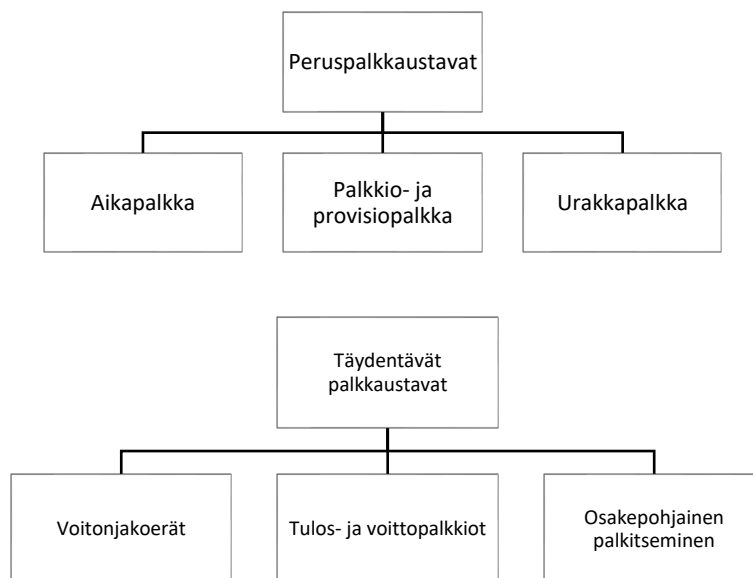 Peruspalkkaustavat
Aikapalkka
Palkkio- ja
provisiopalkka
Urakkapalkka
Täydentävät
palkkaustavat
Voitonjakoerät
Tulos- ja voittopalkkiot
Osakepohjainen
palkitseminen